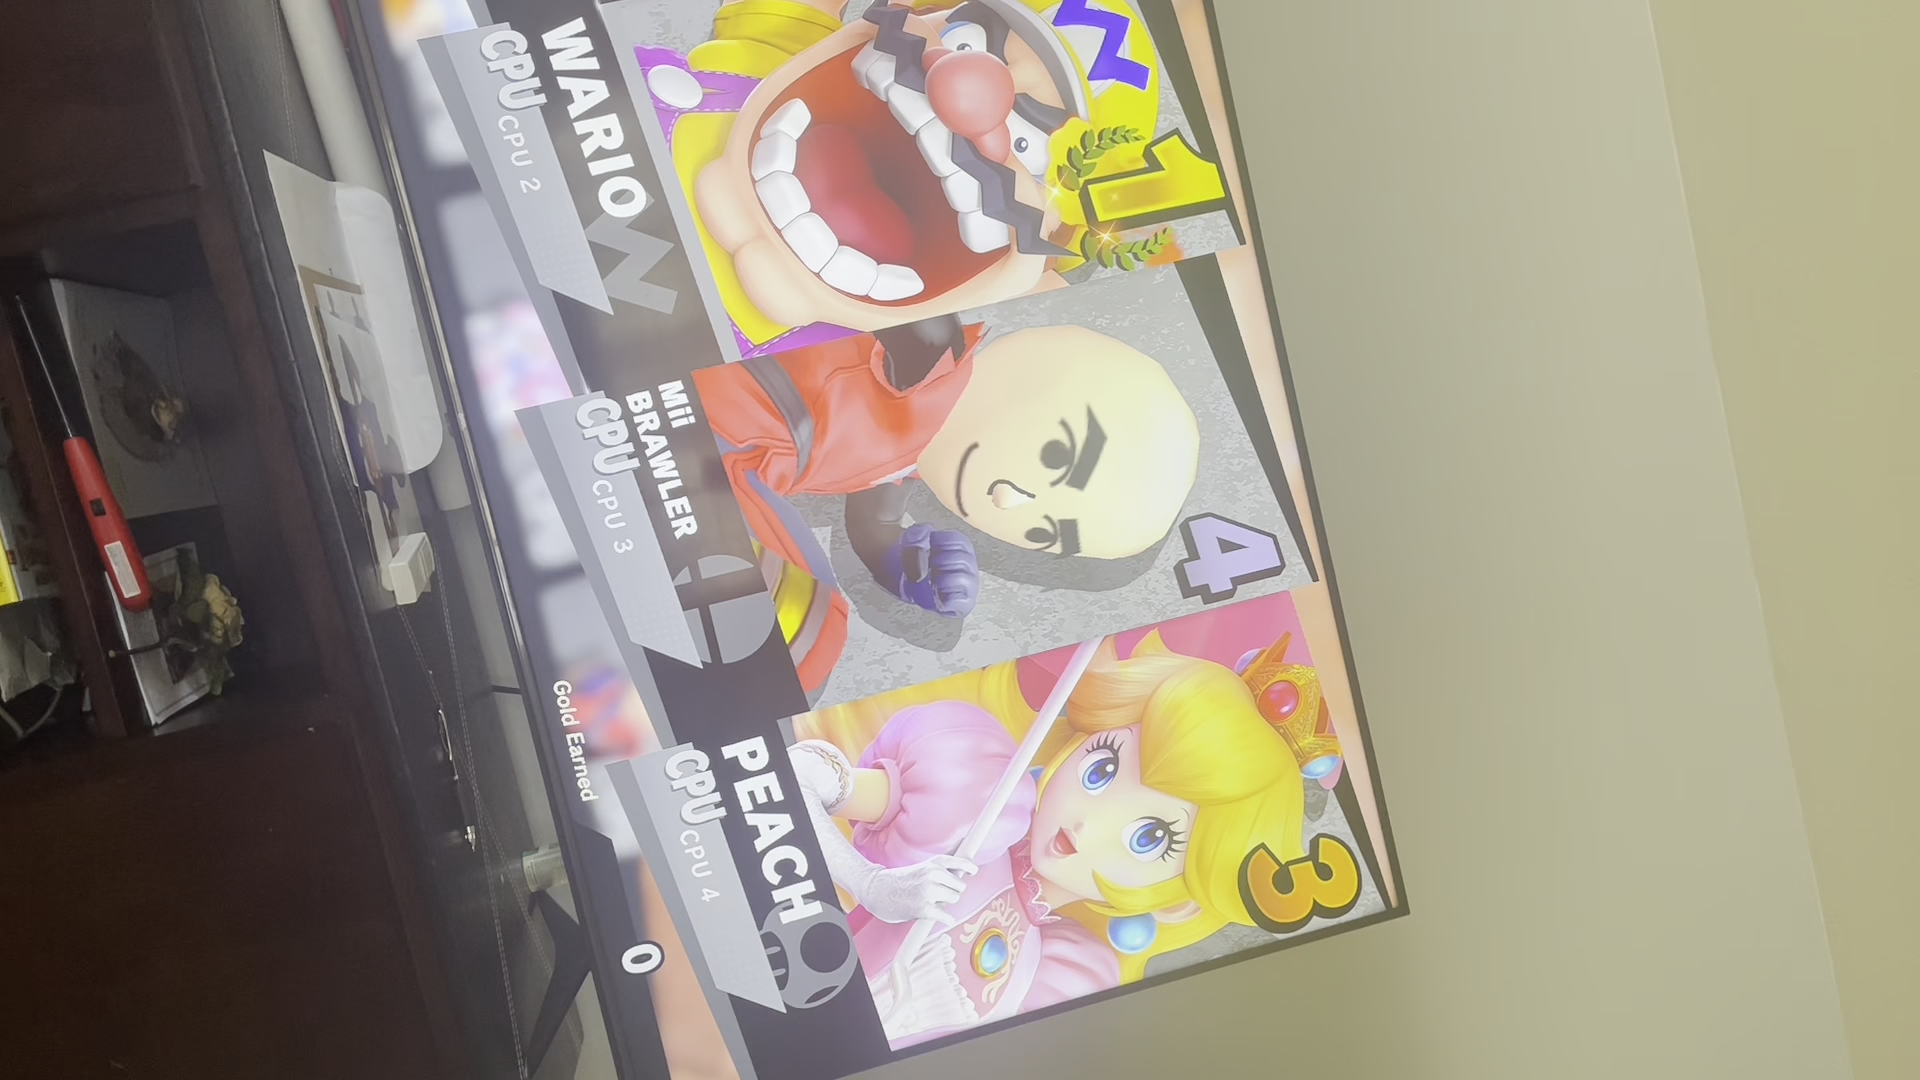 W
1
WARIO
CPU CPU 2
4
Mii
BRAWLER
CPU CPU 3
3
PEACH
CPU CPU 4
Gold Earned
0